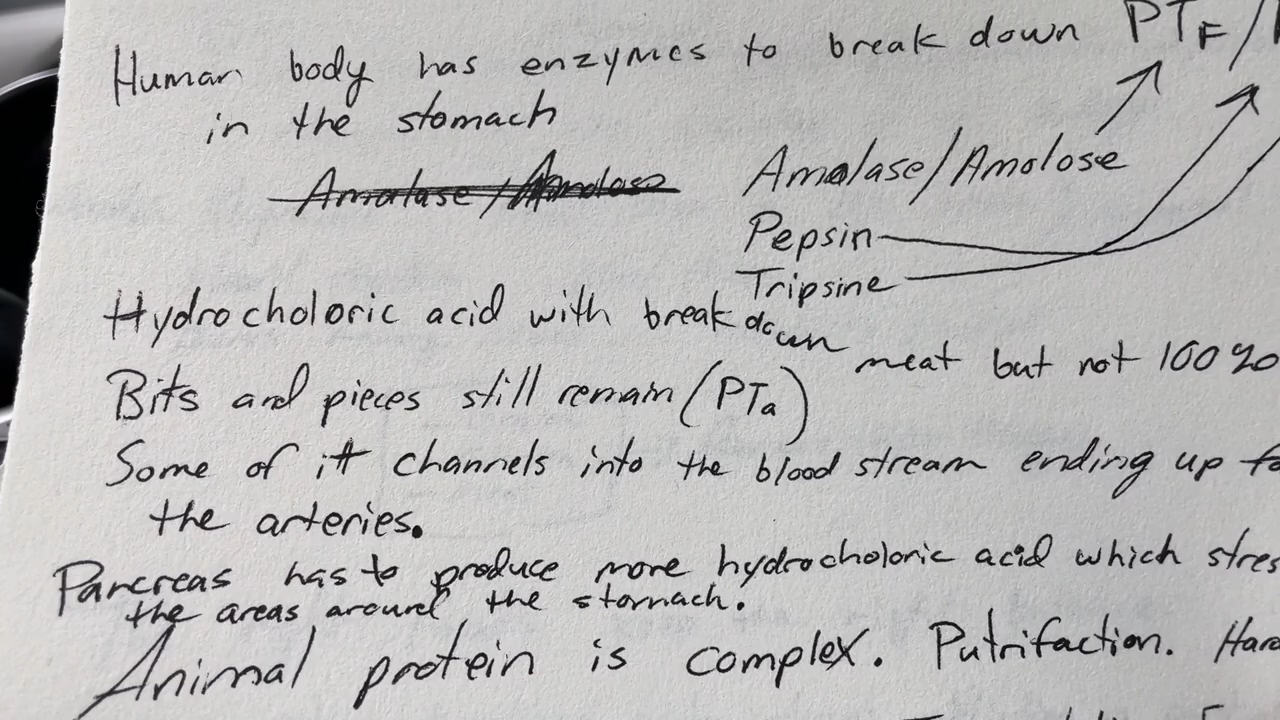 Human body has enzymes to break down PTF/
in the stomach
Amalase/Amolose
Amalase/Amolose
Pepsin
Tripsine
Hydrocholoric acid with break down meat but not 100%
Bits and pieces still remain (PTa)
Some of it channels into the blood stream ending up
the arteries.
Pancreas has to produce more hydrocholoric acid which
the areas around the stomach.
Animal protein is complex. Putrifaction.